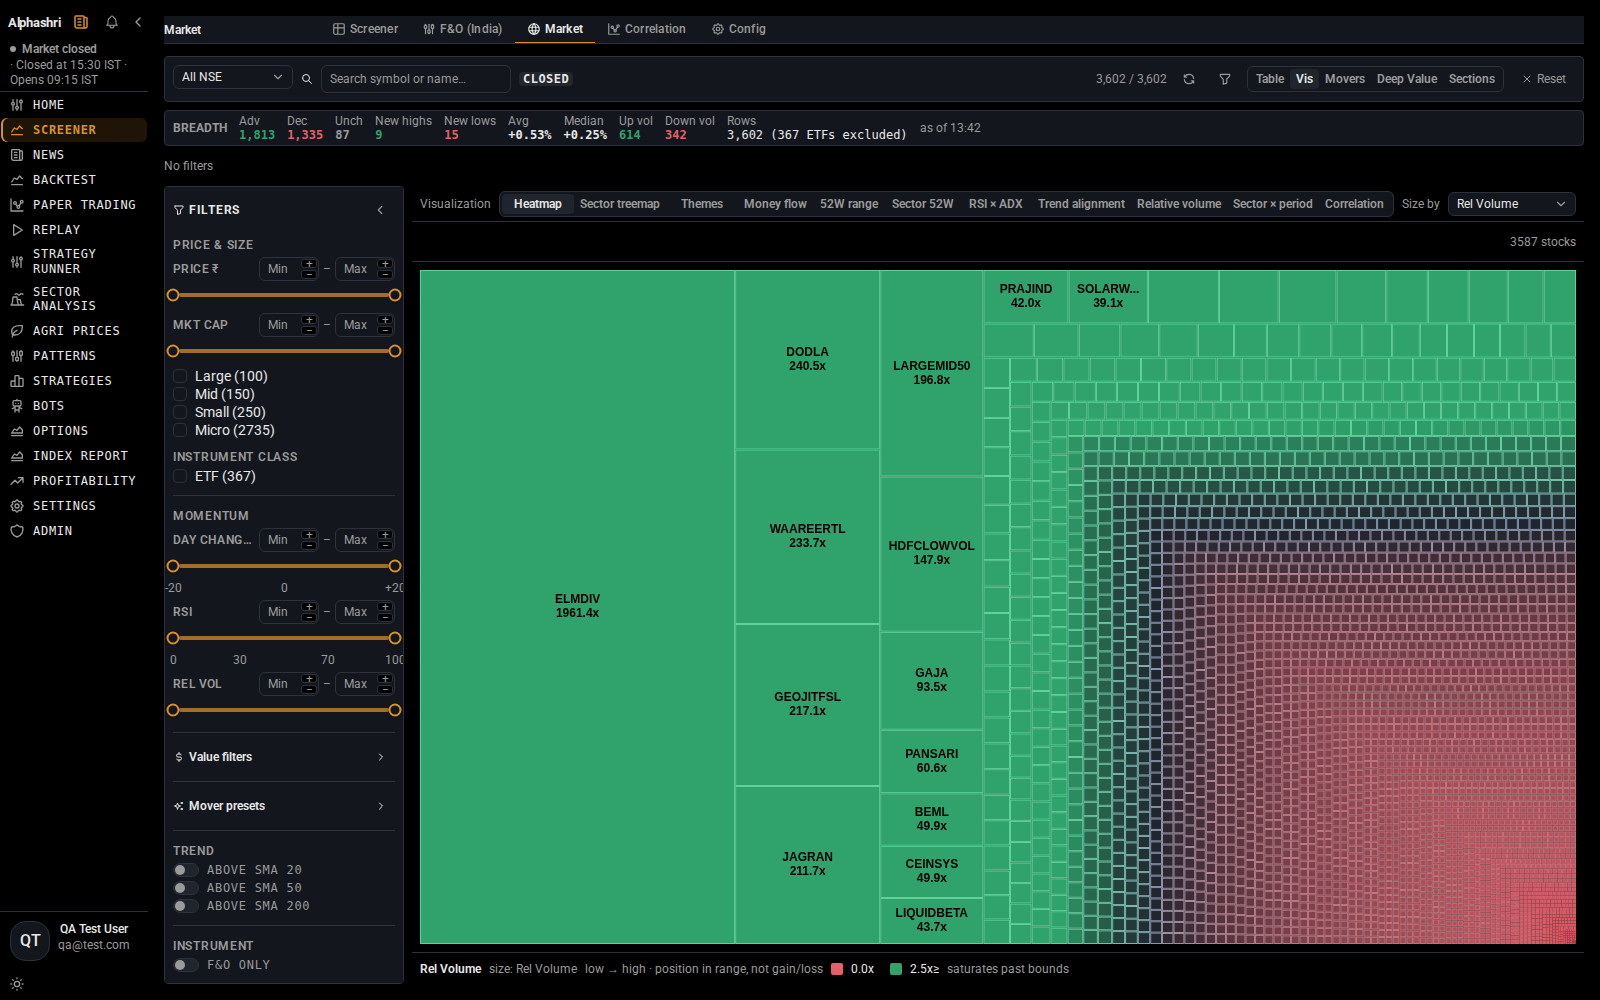 Alphashri
Market closed
· Closed at 15:30 IST ·
Opens 09:15 IST
HOME
SCREENER
NEWS
BACKTEST
PAPER TRADING
REPLAY
STRATEGY
RUNNER
SECTOR
ANALYSIS
AGRI PRICES
PATTERNS
STRATEGIES
BOTS
OPTIONS
INDEX REPORT
PROFITABILITY
SETTINGS
ADMIN
QT
QA Test User
qa@test.com
Market
Screener
F&O (India)
Market
Correlation
Config
All NSE
Search symbol or name...
CLOSED
3,602 / 3,602
Table Vis Movers Deep Value Sections
Reset
BREADTH
Adv Dec Unch New highs New lows Avg Median Up vol Down vol Rows
1,813 1,335 87 9 15 +0.53% +0.25% 614 342 3,602 (367 ETFs excluded)
as of 13:42
No filters
FILTERS
PRICE & SIZE
PRICE ₹ Min – Max
MKT CAP Min – Max
Large (100)
Mid (150)
Small (250)
Micro (2735)
INSTRUMENT CLASS
ETF (367)
MOMENTUM
DAY CHANG... Min – Max
-20 0 +20
RSI Min – Max
0 30 70 100
REL VOL Min – Max
Value filters
Mover presets
TREND
ABOVE SMA 20
ABOVE SMA 50
ABOVE SMA 200
INSTRUMENT
F&O ONLY
Visualization Heatmap Sector treemap Themes Money flow 52W range Sector 52W RSI × ADX Trend alignment Relative volume Sector × period Correlation Size by Rel Volume
3587 stocks
ELMDIV
1961.4x
DODLA
240.5x
WAAREERTL
233.7x
GEOJITFSL
217.1x
JAGRAN
211.7x
LARGEMID50
196.8x
HDFCLOWVOL
147.9x
GAJA
93.5x
PANSARI
60.6x
BEML
49.9x
CEINSYS
49.9x
LIQUIDBETA
43.7x
PRAJIND
42.0x
SOLARW...
39.1x
Rel Volume size: Rel Volume low → high · position in range, not gain/loss 0.0x 2.5x≥ saturates past bounds